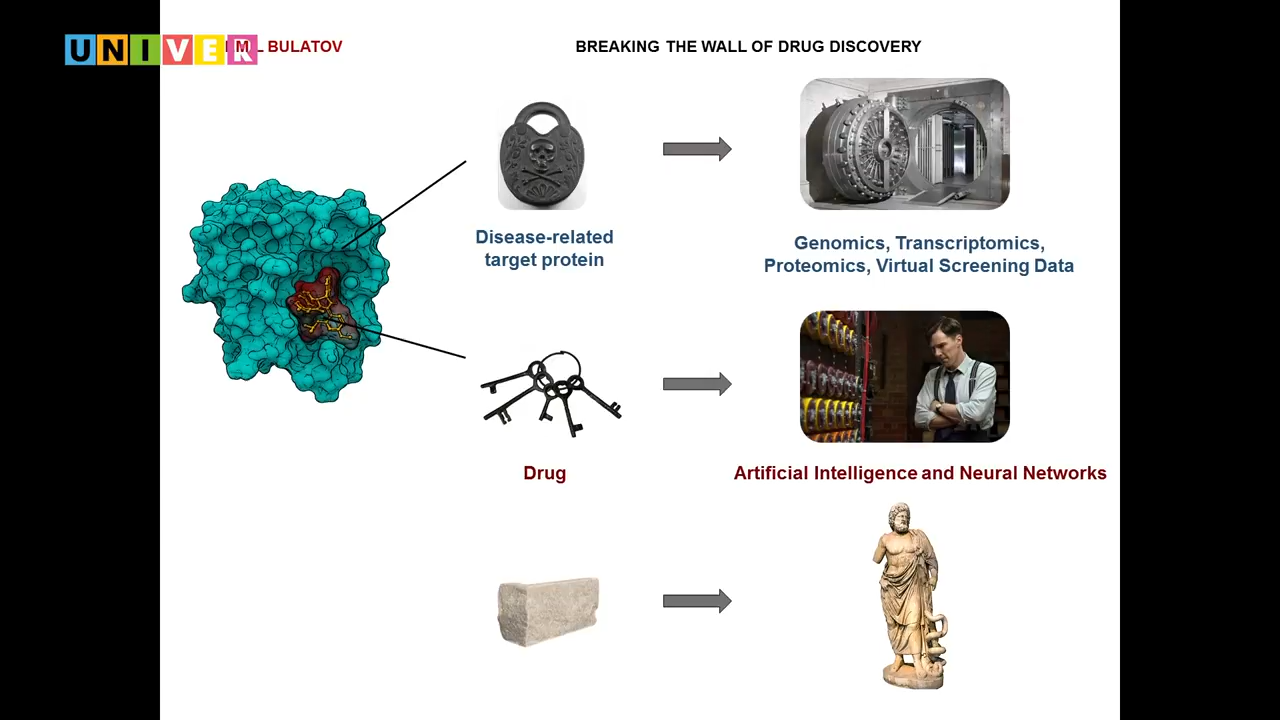 UNIVER
BULATOV
BREAKING THE WALL OF DRUG DISCOVERY
Disease-related
target protein
Genomics, Transcriptomics,
Proteomics, Virtual Screening Data
Drug
Artificial Intelligence and Neural Networks